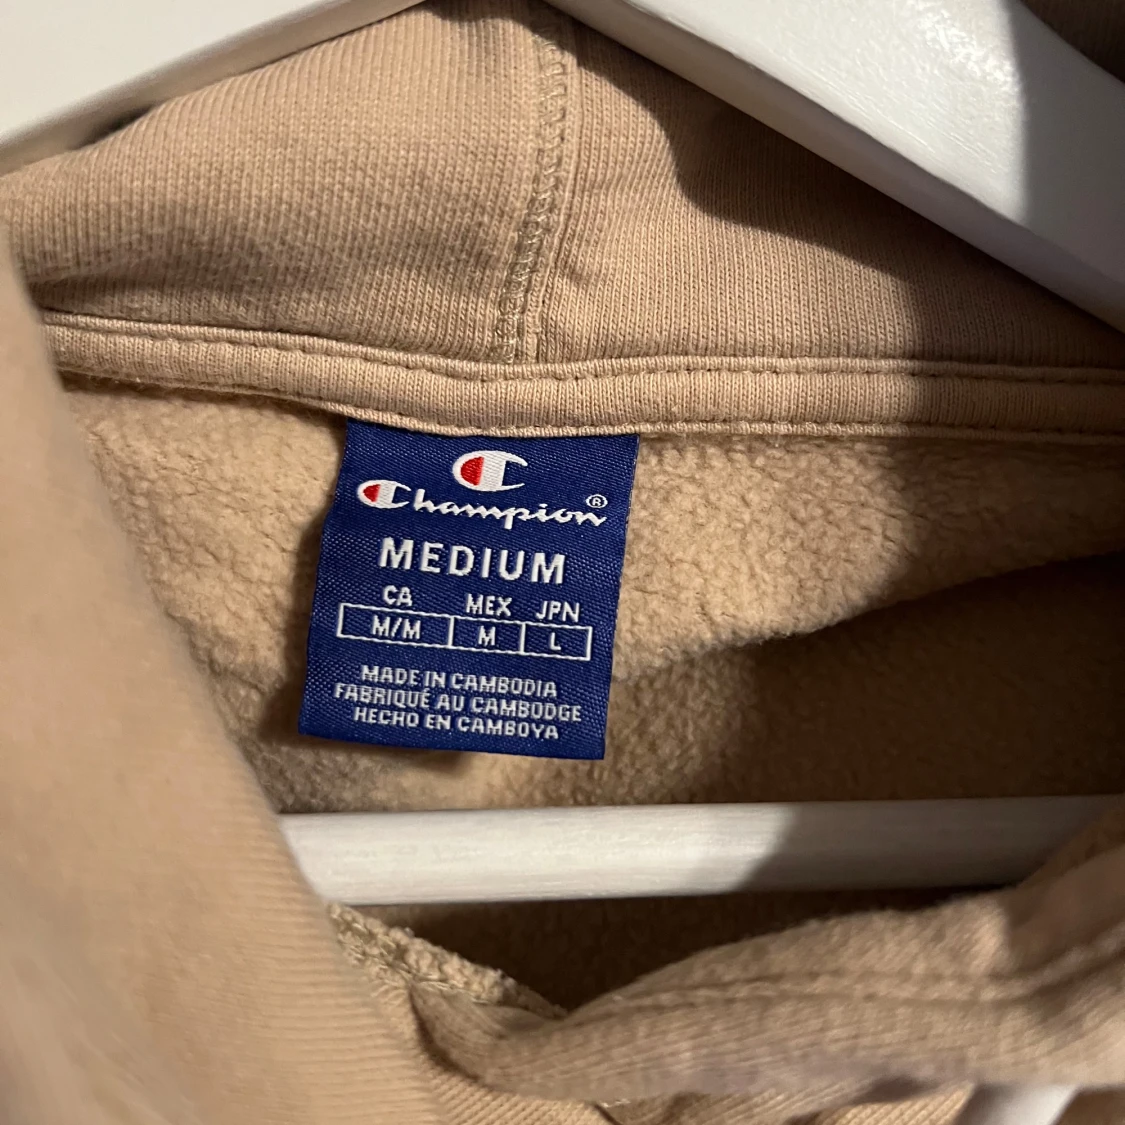 Champion®
MEDIUM
CA MEX JPN
M/M M L
MADE IN CAMBODIA
FABRIQUÉ AU CAMBODGE
HECHO EN CAMBOYA